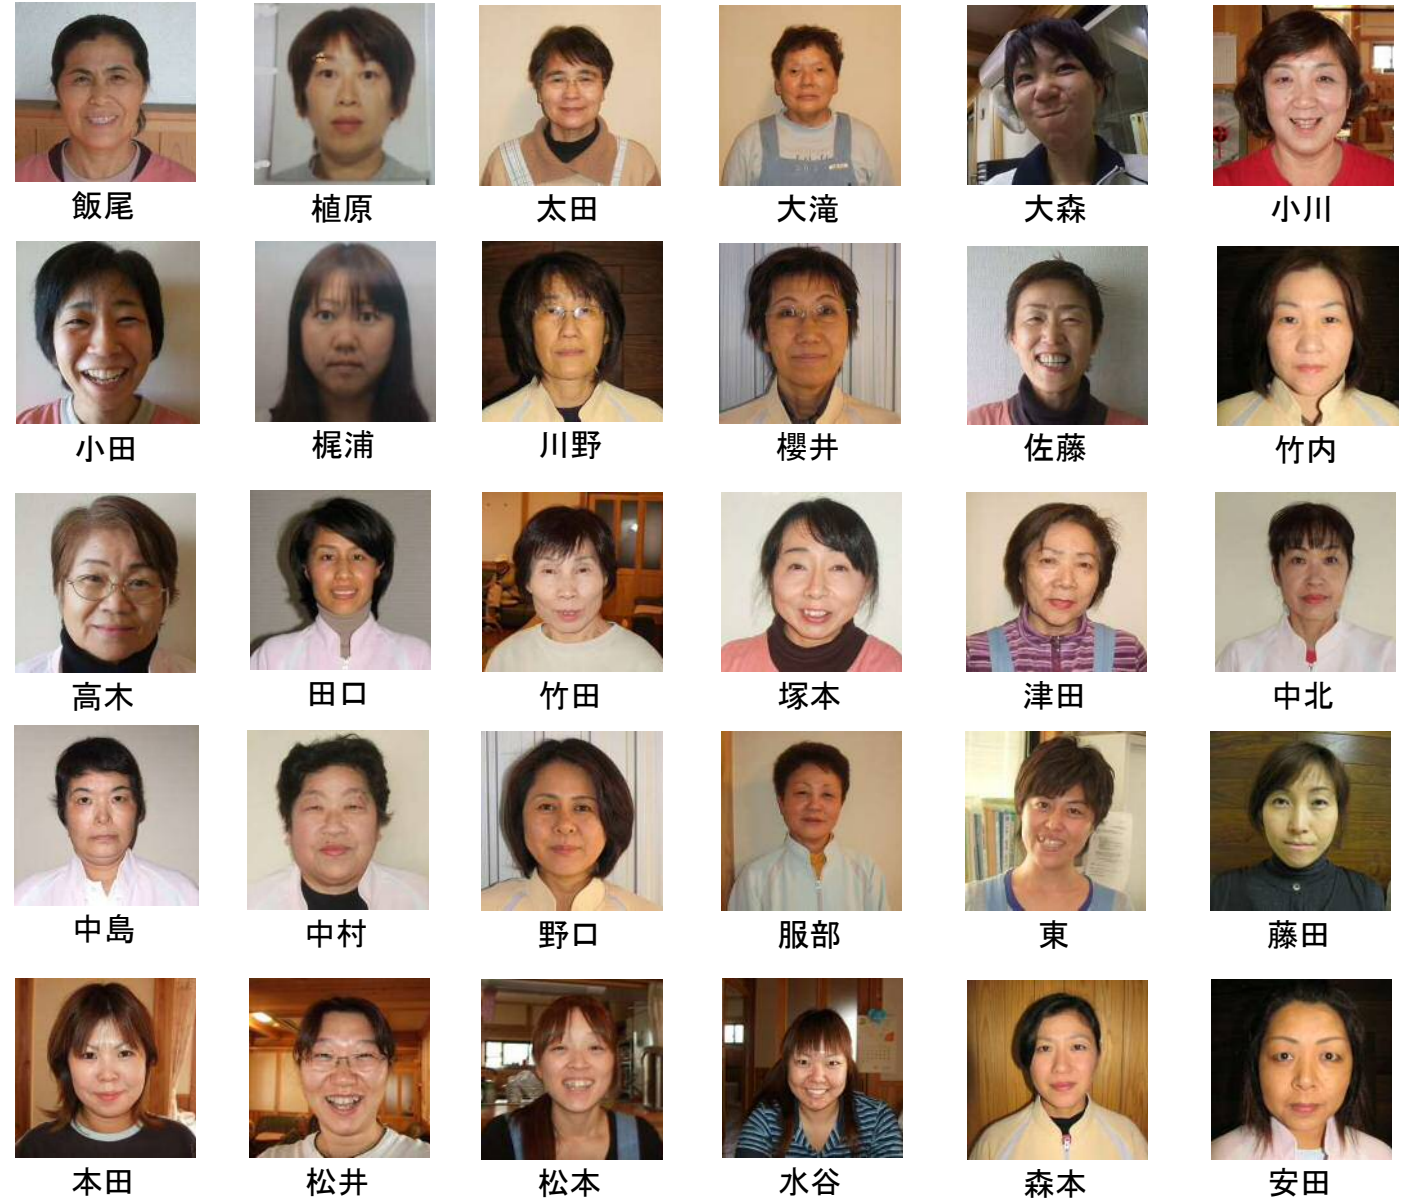 飯尾
植原
太田
大滝
大森
小川
小田
梶浦
川野
櫻井
佐藤
竹内
高木
田口
竹田
塚本
津田
中北
中島
中村
野口
服部
東
藤田
本田
松井
松本
水谷
森本
安田